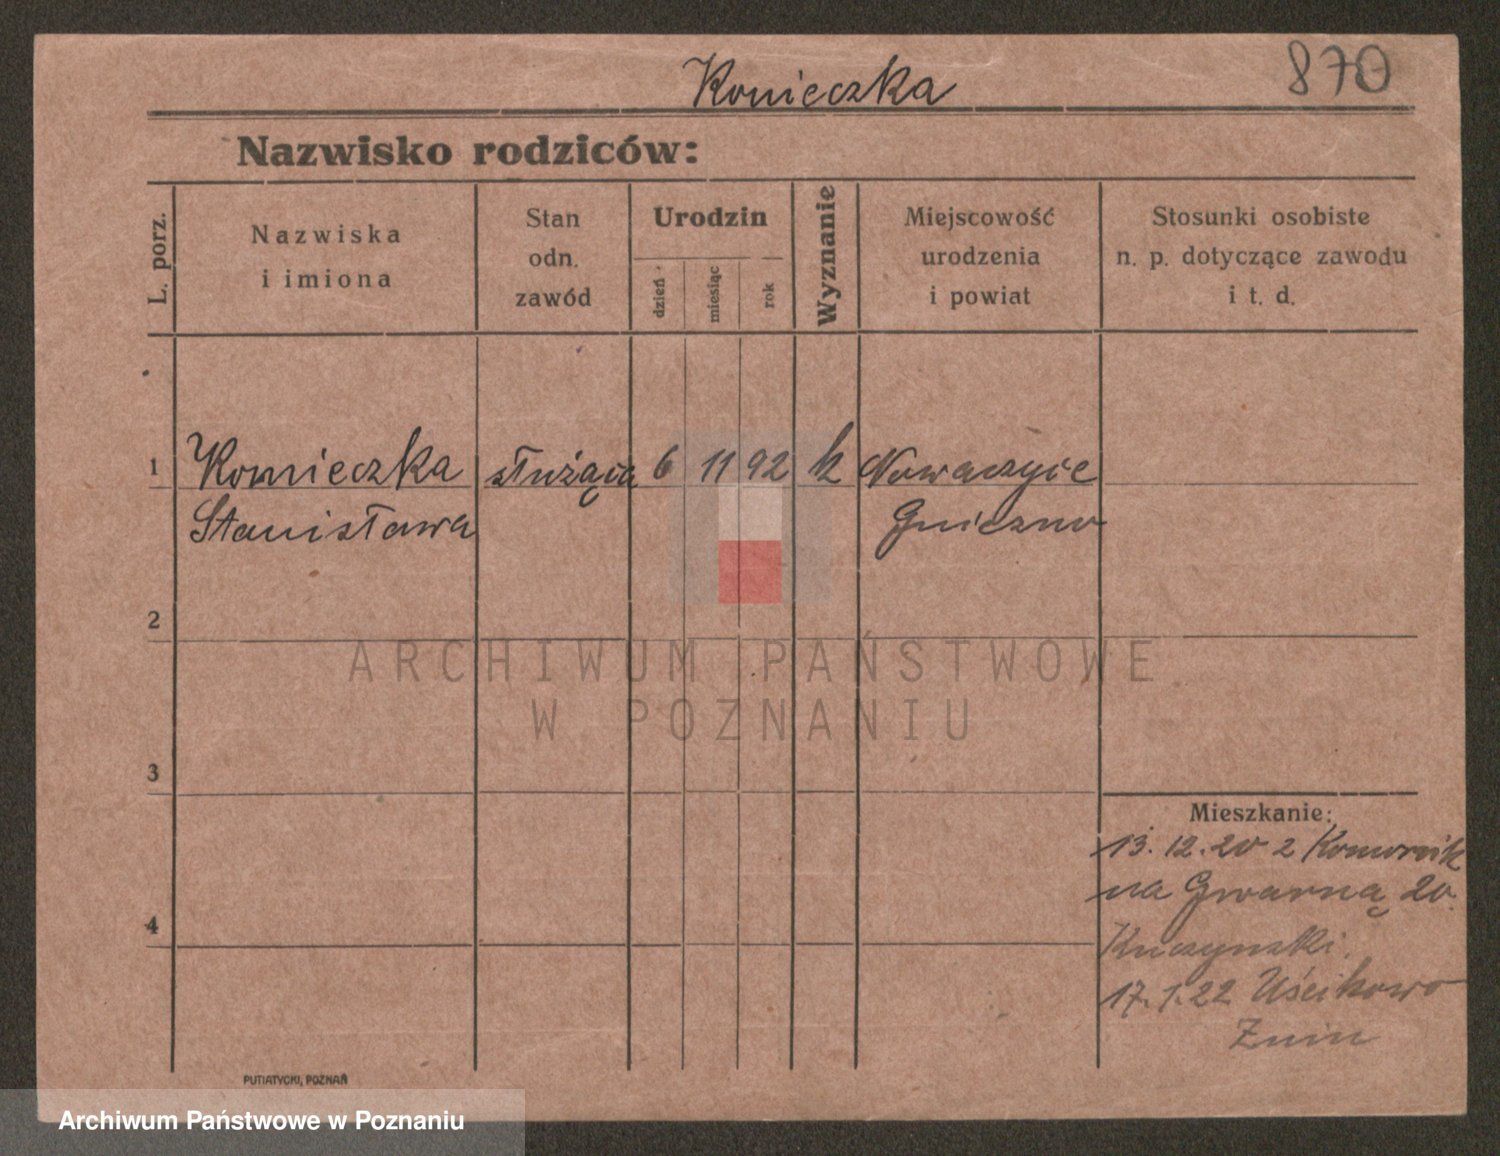 Konieczka
870
Nazwisko rodziców:
L. porz.
Nazwiska
i imiona
Stan
odn.
zawód
Urodzin
dzień
miesiąc
rok
Wyznanie
Miejscowość
urodzenia
i powiat
Stosunki osobiste
n. p. dotyczące zawodu
i t. d.
1
Konieczka
Stanisława
służąca
6
11
92
k
Gniezno
2
3
4
Mieszkanie:
13. 12. 20 z Komornik
na Gwarną 20.
Kuczynski.
17. 1. 22 Uścikowo
Żnin
PUTIATYCKI, POZNAŃ
ARCHIWUM PAŃSTWOWE
W POZNANIU
Archiwum Państwowe w Poznaniu